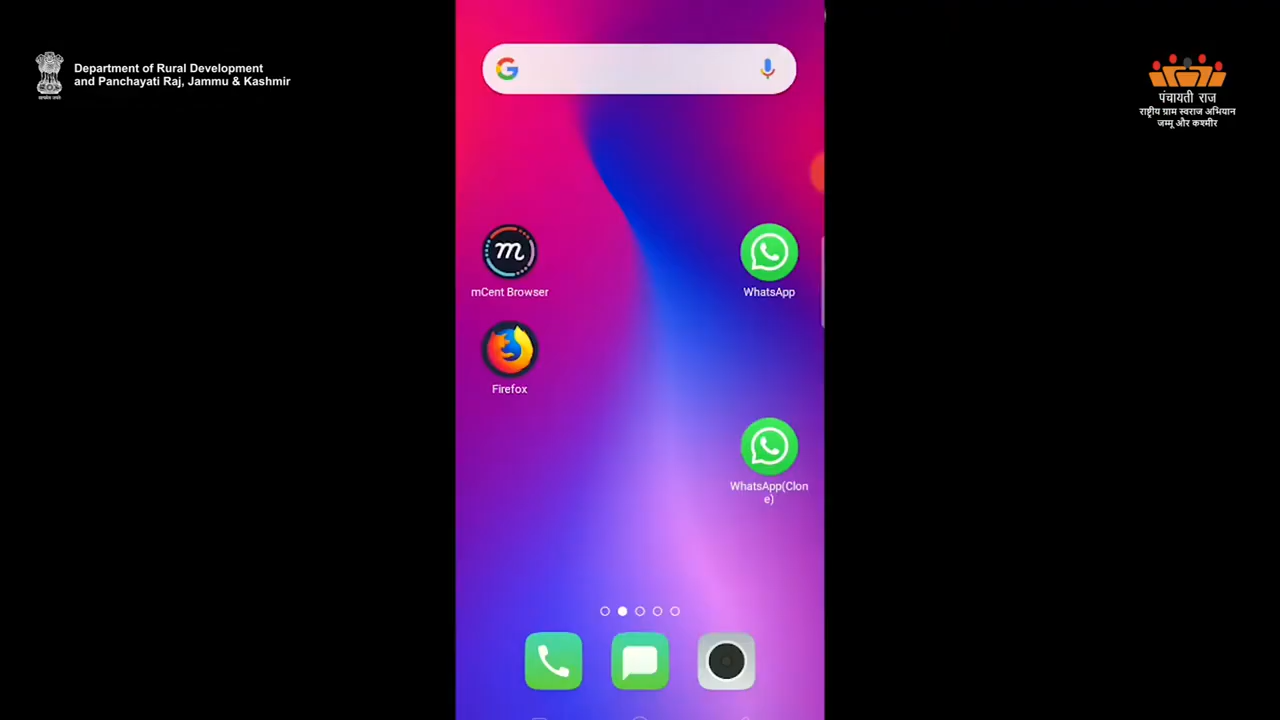 Department of Rural Development
and Panchayati Raj, Jammu & Kashmir
पंचायती राज
राष्ट्रीय ग्राम स्वराज अभियान
जम्मू और कश्मीर
mCent Browser
WhatsApp
Firefox
WhatsApp(Clon
e)